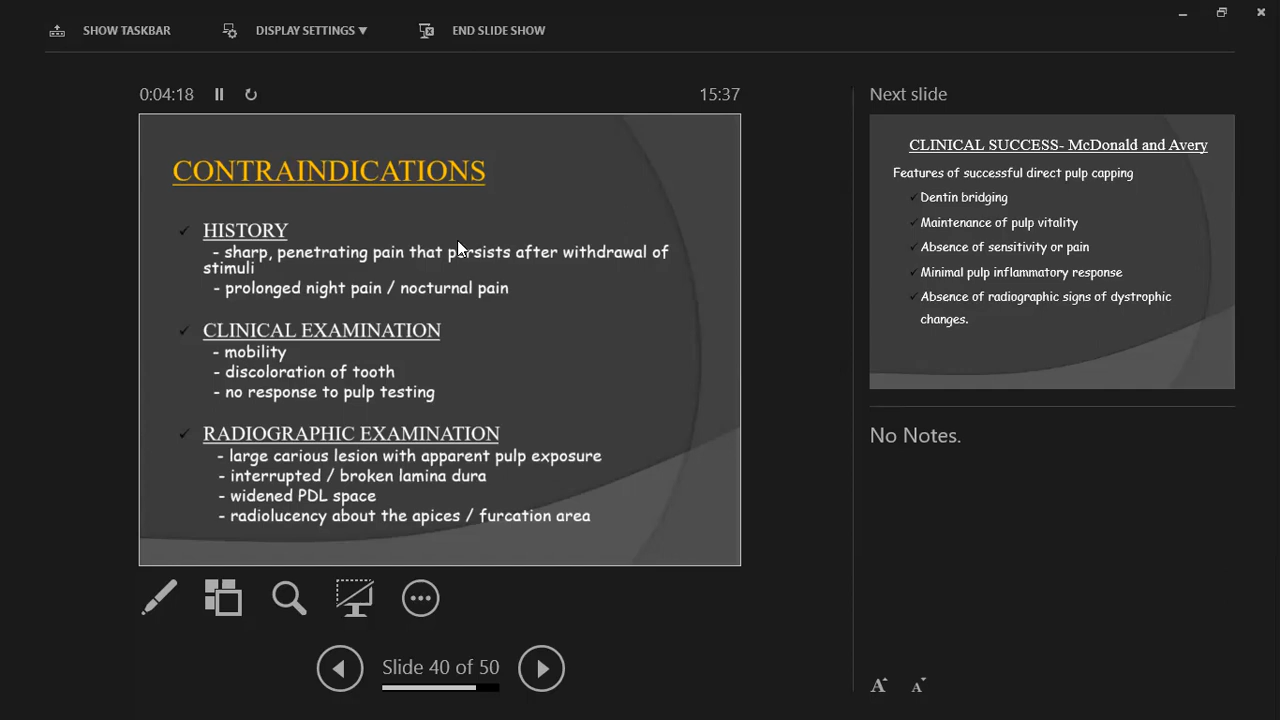 SHOW TASKBAR
DISPLAY SETTINGS ▼
END SLIDE SHOW
0:04:18
15:37
CONTRAINDICATIONS
✓ HISTORY
- sharp, penetrating pain that persists after withdrawal of
stimuli
- prolonged night pain / nocturnal pain
✓ CLINICAL EXAMINATION
- mobility
- discoloration of tooth
- no response to pulp testing
✓ RADIOGRAPHIC EXAMINATION
- large carious lesion with apparent pulp exposure
- interrupted / broken lamina dura
- widened PDL space
- radiolucency about the apices / furcation area
Slide 40 of 50
Next slide
CLINICAL SUCCESS- McDonald and Avery
Features of successful direct pulp capping
✓ Dentin bridging
✓ Maintenance of pulp vitality
✓ Absence of sensitivity or pain
✓ Minimal pulp inflammatory response
✓ Absence of radiographic signs of dystrophic
changes.
No Notes.
A A